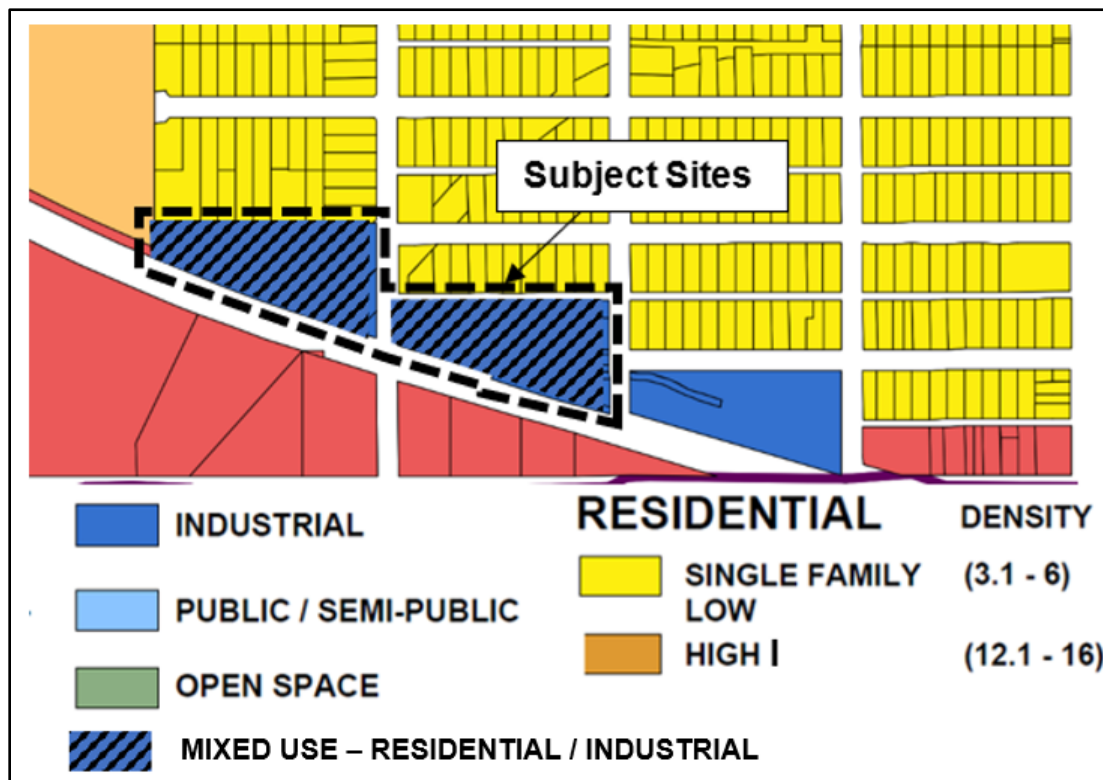 Subject Sites
INDUSTRIAL
PUBLIC / SEMI-PUBLIC
OPEN SPACE
MIXED USE – RESIDENTIAL / INDUSTRIAL
RESIDENTIAL DENSITY
SINGLE FAMILY (3.1 - 6)
LOW
HIGH I (12.1 - 16)